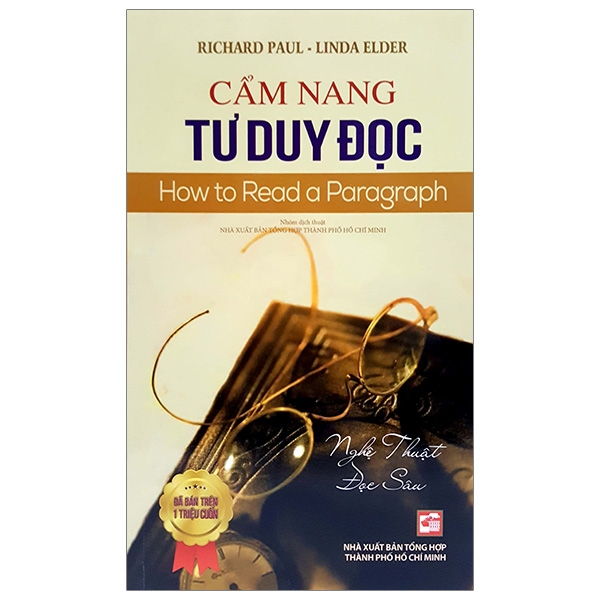 RICHARD PAUL - LINDA ELDER
CẨM NANG
TƯ DUY ĐỌC
How to Read a Paragraph
Nhóm dịch thuật
NHÀ XUẤT BẢN TỔNG HỢP THÀNH PHỐ HỒ CHÍ MINH
Nghệ Thuật
Đọc Sâu
ĐÃ BÁN TRÊN
1 TRIỆU CUỐN
NHÀ XUẤT BẢN TỔNG HỢP
THÀNH PHỐ HỒ CHÍ MINH